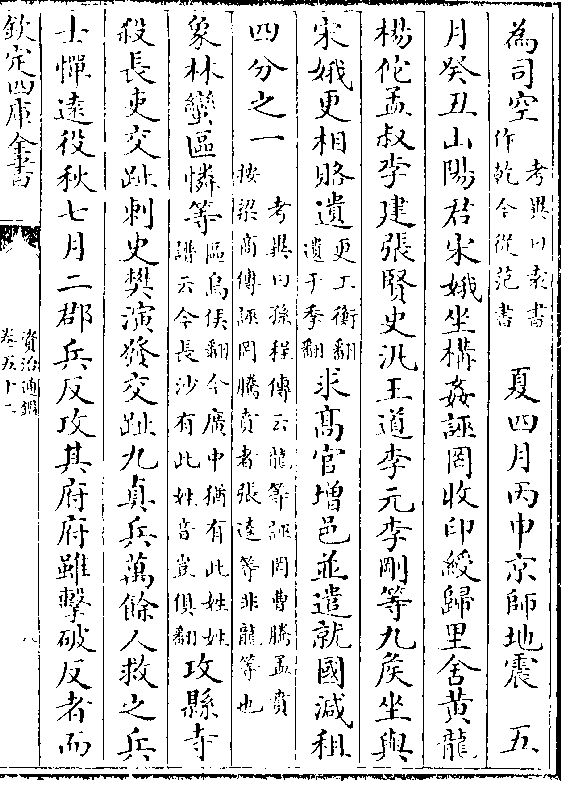 為司空考異曰袁書作乾今從范書 夏四月丙申京師地震 五
月癸丑山陽君宋娥坐構姦誣罔收印綬歸里舍黄龍
楊佗孟叔李建張賢史汎王道李元李剛等九侯坐與
宋娥更相賂遺更工衡翻遺于季翻求高官增邑並遣就國減租
四分之一考異曰孫程傳云龍等誣罔曹騰孟賁按梁商傳誣罔騰賁者張逵等非龍等也
象林蠻區憐等區烏侯翻今廣中猶有此姓姓譜云今長沙有此姓音豈俱翻攻縣寺
殺長吏交趾刺史樊演發交趾九真兵萬餘人救之兵
士憚遠役秋七月二郡兵反攻其府府雖擊破反者而
欽定四庫全書
資治通鑑
卷五十二
八